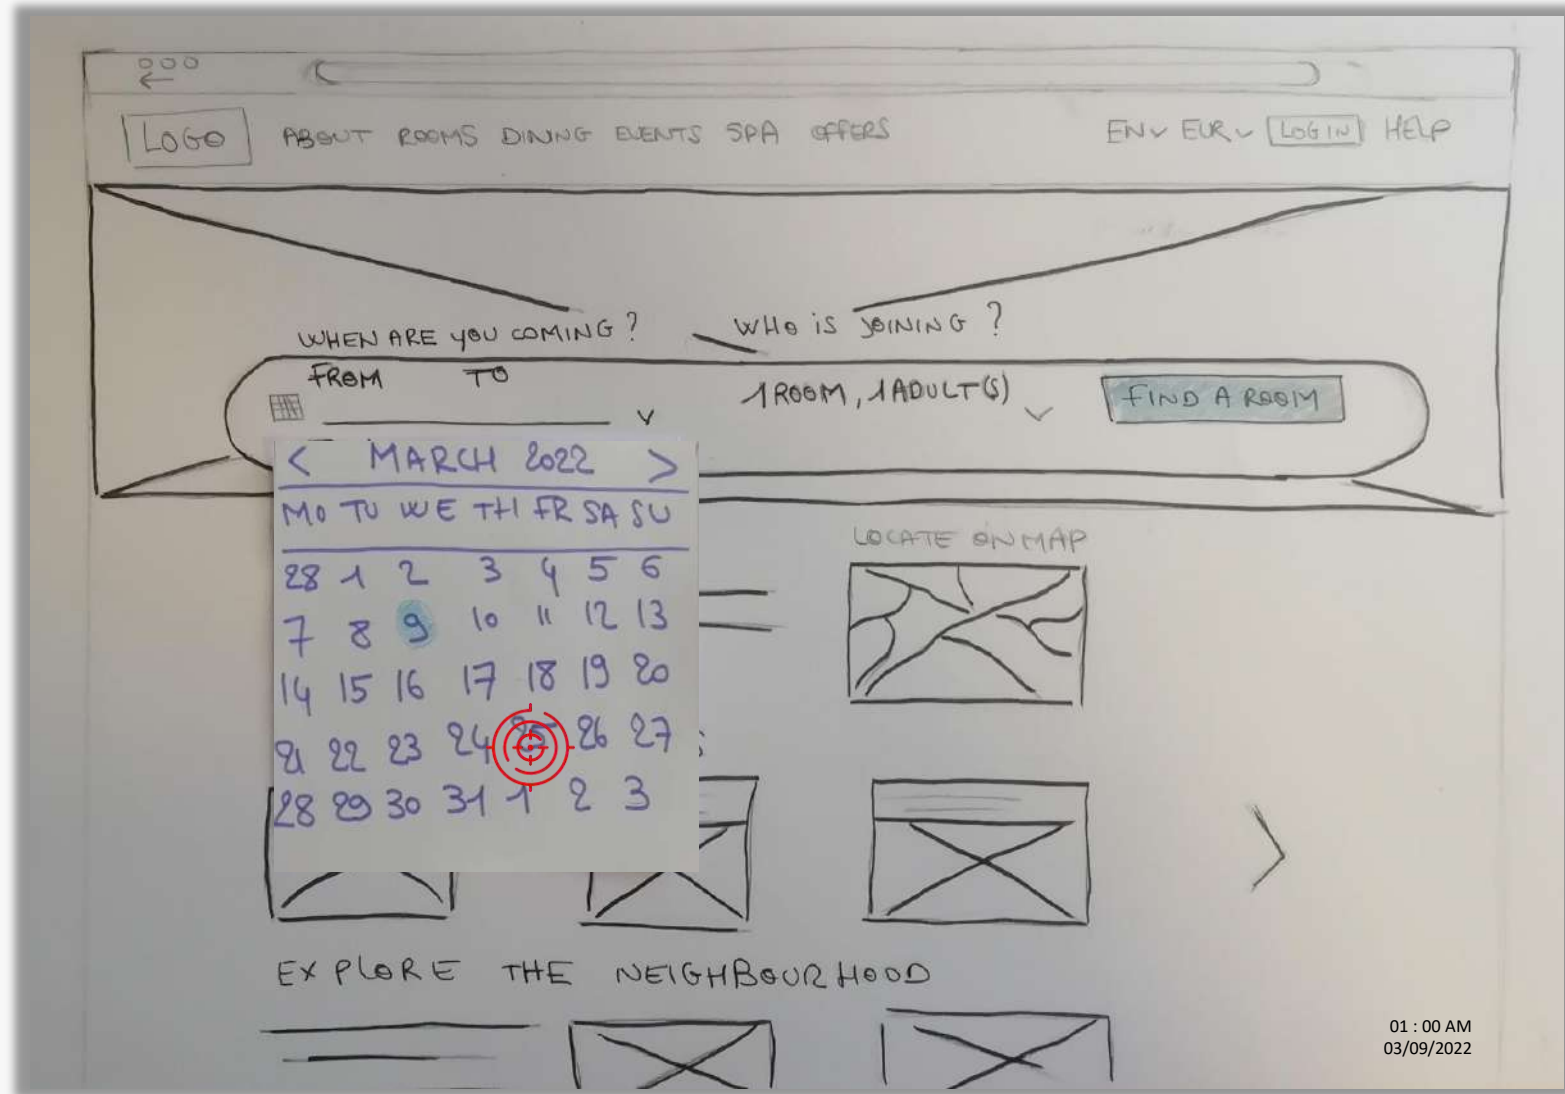 LOGO ABOUT ROOMS DINING EVENTS SPA OFFERS EN EUR LOG IN HELP
WHEN ARE YOU COMING? WHO IS JOINING?
FROM TO
1 ROOM, 1 ADULT(S) FIND A ROOM
< MARCH 2022 >
MO TU WE TH FR SA SU
28 1 2 3 4 5 6
7 8 9 10 11 12 13
14 15 16 17 18 19 20
21 22 23 24 25 26 27
28 29 30 31 1 2 3
LOCATE ON MAP
EXPLORE THE NEIGHBOURHOOD
01 : 00 AM
03/09/2022